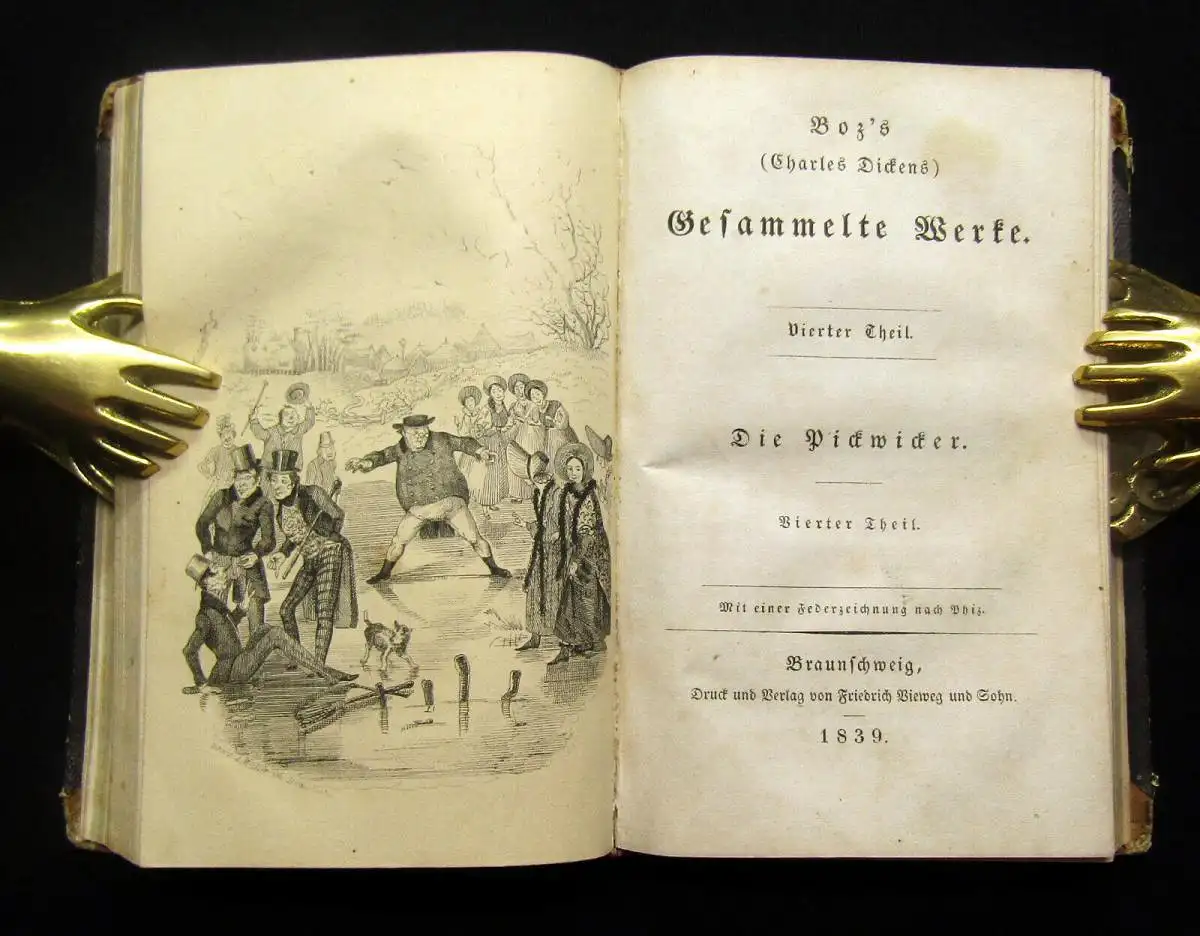 Boz's
(Charles Dickens)
Gesammelte Werke.
Vierter Theil.
Die Pickwicker.
Vierter Theil.
Mit einer Federzeichnung nach Phiz.
Braunschweig,
Druck und Verlag von Friedrich Vieweg und Sohn.
1839.